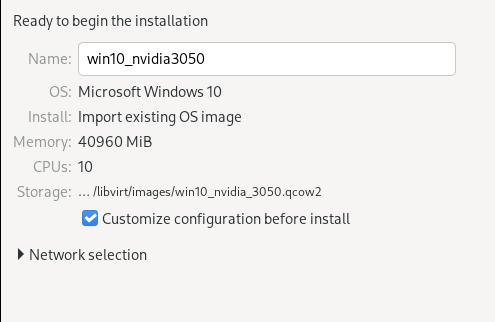 Ready to begin the installation
Name: win10_nvidia3050
OS: Microsoft Windows 10
Install: Import existing OS image
Memory: 40960 MiB
CPUs: 10
Storage: ... /libvirt/images/win10_nvidia_3050.qcow2
Customize configuration before install
Network selection